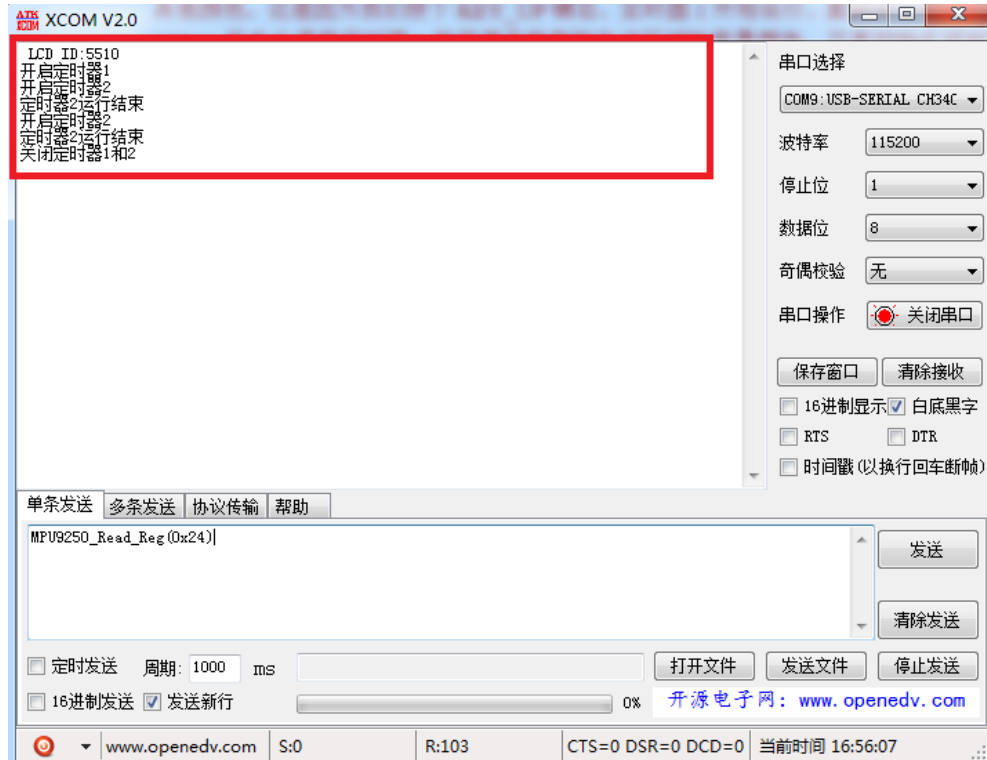 ATK XCOM XCOM V2.0
LCD ID:5510
开启定时器1
开启定时器2
定时器2运行结束
开启定时器2
定时器2运行结束
关闭定时器1和2
串口选择
COM9:USB-SERIAL CH34C
波特率 115200
停止位 1
数据位 8
奇偶校验 无
串口操作 关闭串口
保存窗口 清除接收
16进制显示 白底黑字
RTS DTR
时间戳(以换行回车断帧)
单条发送 多条发送 协议传输 帮助
MPU9250_Read_Reg(0x24)
发送
清除发送
定时发送 周期: 1000 ms 打开文件 发送文件 停止发送
16进制发送 发送新行 0% 开源电子网: www.openedv.com
www.openedv.com S:0 R:103 CTS=0 DSR=0 DCD=0 当前时间 16:56:07